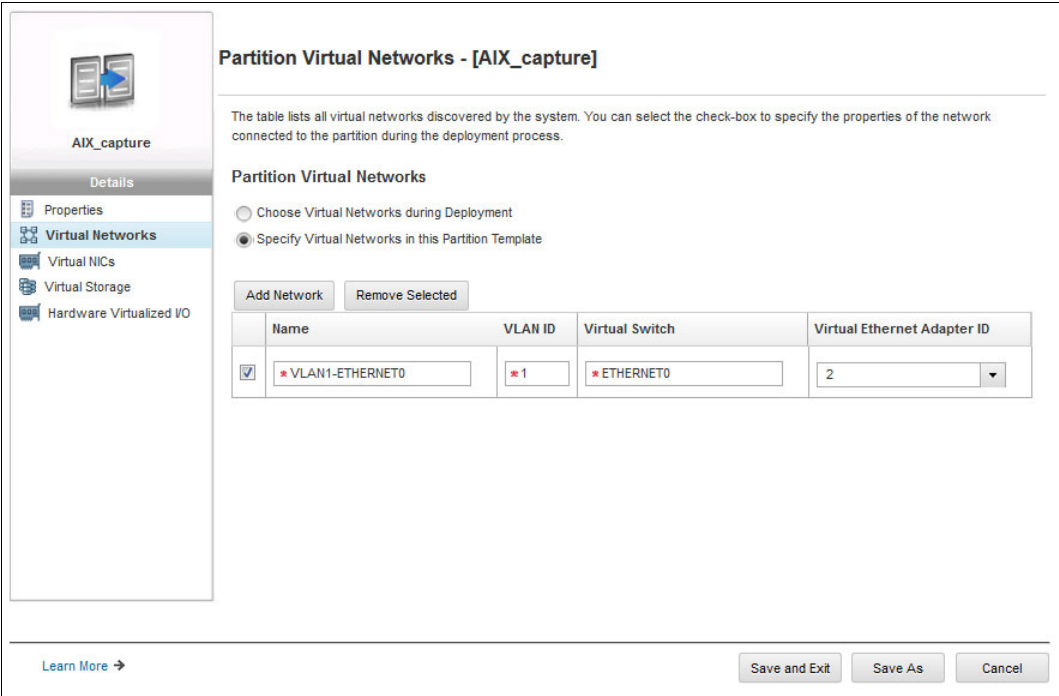 AIX_capture
Details
Properties
Virtual Networks
Virtual NICs
Virtual Storage
Hardware Virtualized I/O
Partition Virtual Networks - [AIX_capture]
The table lists all virtual networks discovered by the system. You can select the check-box to specify the properties of the network
connected to the partition during the deployment process.
Partition Virtual Networks
Choose Virtual Networks during Deployment
Specify Virtual Networks in this Partition Template
Add Network Remove Selected
Name VLAN ID Virtual Switch Virtual Ethernet Adapter ID
* VLAN1-ETHERNET0 * 1 * ETHERNET0 2
Learn More → Save and Exit Save As Cancel